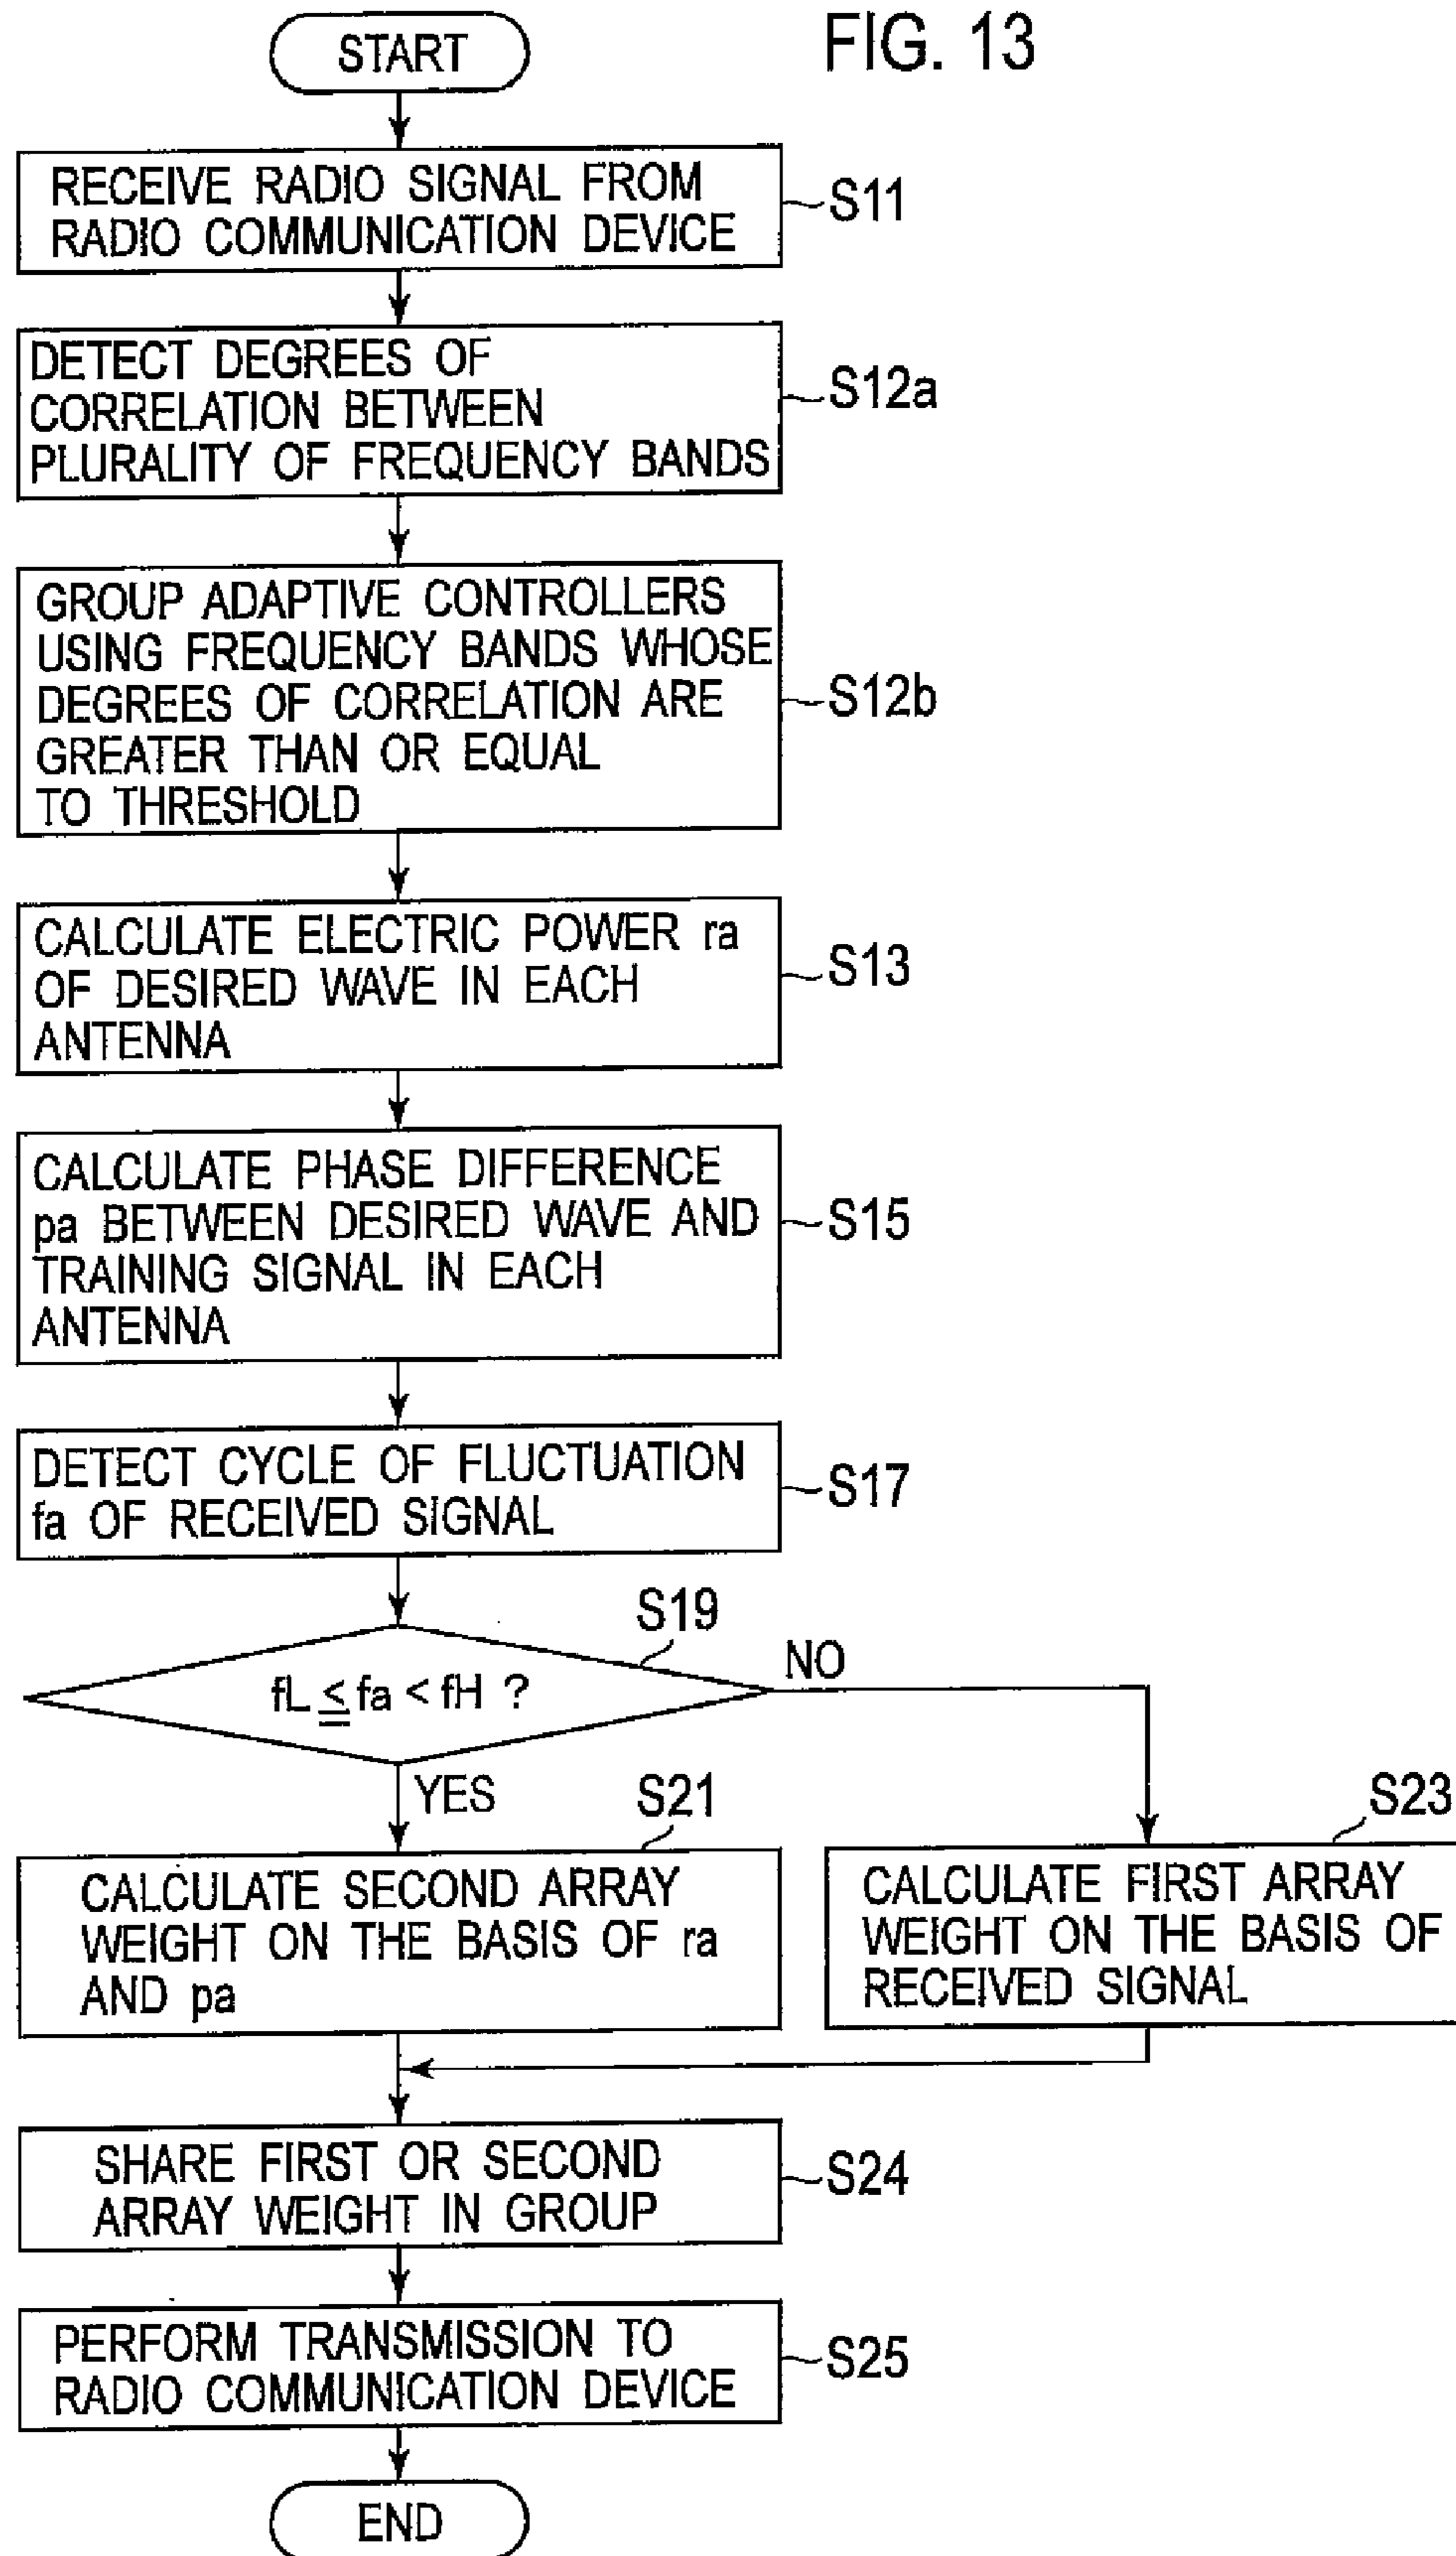 FIG. 13
START
RECEIVE RADIO SIGNAL FROM
RADIO COMMUNICATION DEVICE
S11
DETECT DEGREES OF
CORRELATION BETWEEN
PLURALITY OF FREQUENCY BANDS
S12a
GROUP ADAPTIVE CONTROLLERS
USING FREQUENCY BANDS WHOSE
DEGREES OF CORRELATION ARE
GREATER THAN OR EQUAL
TO THRESHOLD
S12b
CALCULATE ELECTRIC POWER ra
OF DESIRED WAVE IN EACH
ANTENNA
S13
CALCULATE PHASE DIFFERENCE
pa BETWEEN DESIRED WAVE AND
TRAINING SIGNAL IN EACH
ANTENNA
S15
DETECT CYCLE OF FLUCTUATION
fa OF RECEIVED SIGNAL
S17
S19
fL ≦ fa < fH ?
NO
YES
S21
CALCULATE SECOND ARRAY
WEIGHT ON THE BASIS OF ra
AND pa
S23
CALCULATE FIRST ARRAY
WEIGHT ON THE BASIS OF
RECEIVED SIGNAL
SHARE FIRST OR SECOND
ARRAY WEIGHT IN GROUP
S24
PERFORM TRANSMISSION TO
RADIO COMMUNICATION DEVICE
S25
END